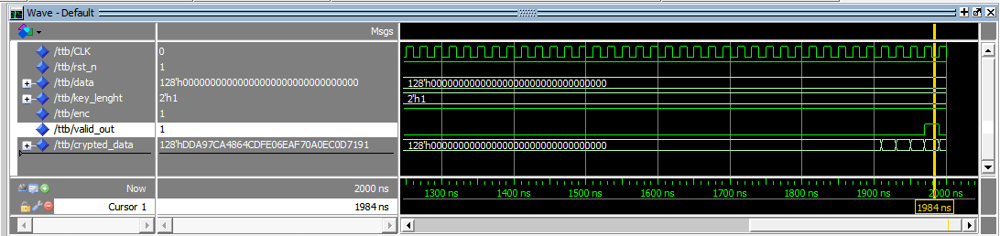 Wave - Default
Msgs
/ttb/CLK 0
/ttb/rst_n 1
/ttb/data 128'h00000000000000000000000000000000 128'h00000000000000000000000000000000
/ttb/key_lenght 2'h1 2'h1
/ttb/enc 1
/ttb/valid_out 1
/ttb/crypted_data 128'hDDA97CA4864CDFE06EAF70A0EC0D7191 128'h00000000000000000000000000000000
Now 2000 ns 1300 ns 1400 ns 1500 ns 1600 ns 1700 ns 1800 ns 1900 ns 2000 ns
Cursor 1 1984 ns 1984 ns